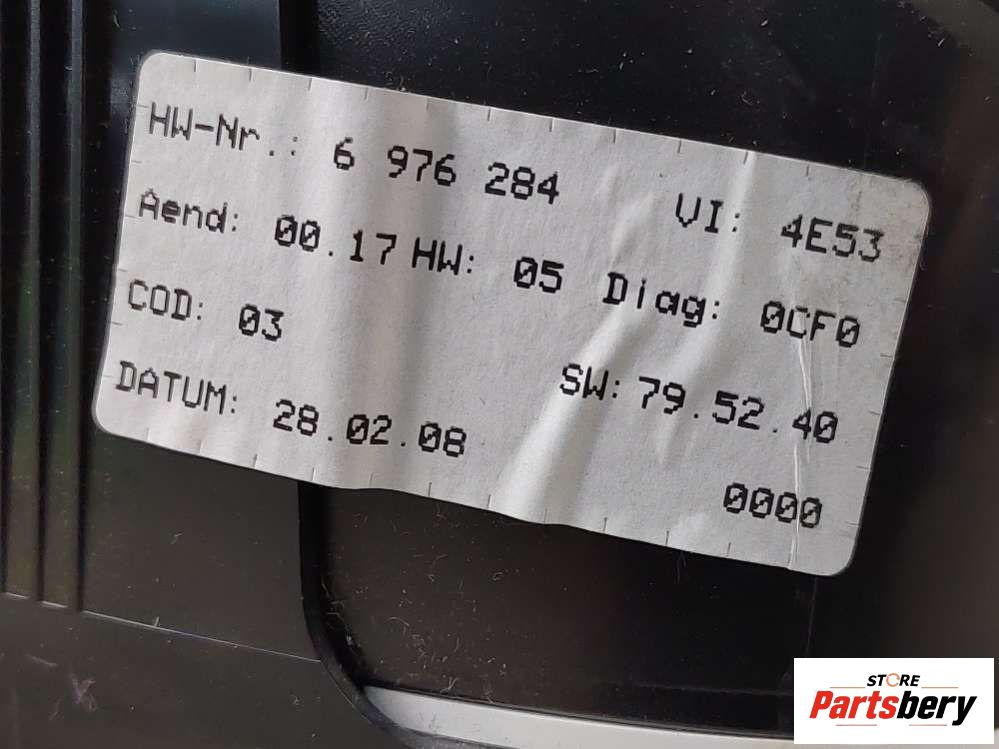 HW-Nr.: 6 976 284 VI: 4E53
Aend: 00.17 HW: 05 Diag: 0CF0
COD: 03 SW: 79.52.40
DATUM: 28.02.08 0000
STORE
Partsbery